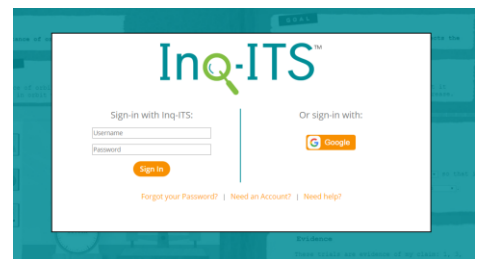 GOAL
Inq-ITS™
Sign-in with Inq-ITS:
Username
Password
Sign in
Or sign-in with:
G Google
Forgot your Password? | Need an Account? | Need help?
Evidence